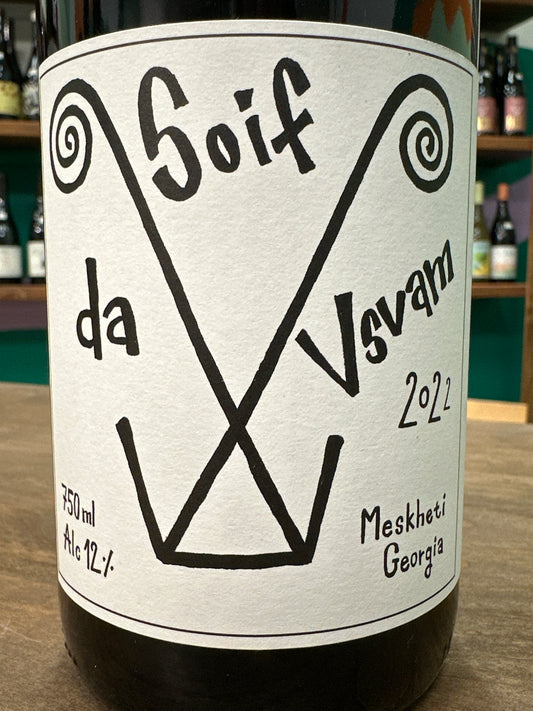 Soif
da
Vsvam
2022
750ml
Alc 12%
Meskheti
Georgia